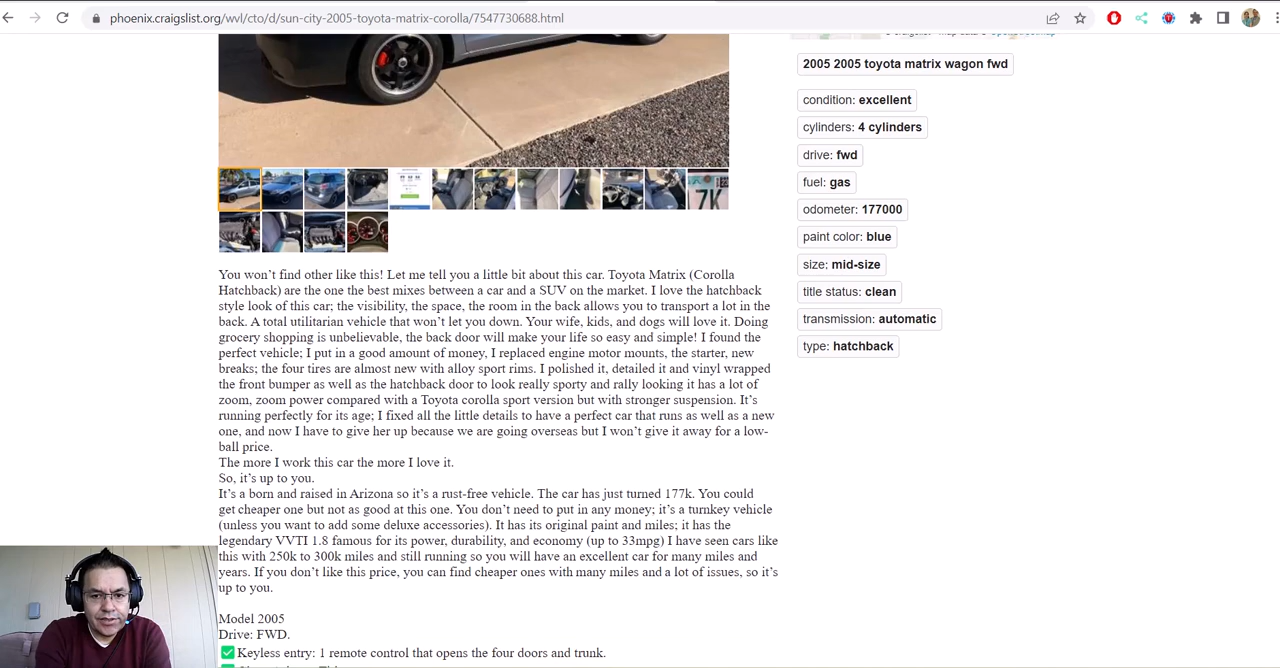 phoenix.craigslist.org/wvl/cto/d/sun-city-2005-toyota-matrix-corolla/7547730688.html
2005 2005 toyota matrix wagon fwd
condition: excellent
cylinders: 4 cylinders
drive: fwd
fuel: gas
odometer: 177000
paint color: blue
size: mid-size
title status: clean
transmission: automatic
type: hatchback
You won't find other like this! Let me tell you a little bit about this car. Toyota Matrix (Corolla
Hatchback) are the one the best mixes between a car and a SUV on the market. I love the hatchback
style look of this car; the visibility, the space, the room in the back allows you to transport a lot in the
back. A total utilitarian vehicle that won't let you down. Your wife, kids, and dogs will love it. Doing
grocery shopping is unbelievable, the back door will make your life so easy and simple! I found the
perfect vehicle; I put in a good amount of money, I replaced engine motor mounts, the starter, new
breaks; the four tires are almost new with alloy sport rims. I polished it, detailed it and vinyl wrapped
the front bumper as well as the hatchback door to look really sporty and rally looking it has a lot of
zoom, zoom power compared with a Toyota corolla sport version but with stronger suspension. It's
running perfectly for its age; I fixed all the little details to have a perfect car that runs as well as a new
one, and now I have to give her up because we are going overseas but I won't give it away for a low-
ball price.
The more I work this car the more I love it.
So, it's up to you.
It's a born and raised in Arizona so it's a rust-free vehicle. The car has just turned 177k. You could
get cheaper one but not as good at this one. You don't need to put in any money; it's a turnkey vehicle
(unless you want to add some deluxe accessories). It has its original paint and miles; it has the
legendary VVTI 1.8 famous for its power, durability, and economy (up to 33mpg) I have seen cars like
this with 250k to 300k miles and still running so you will have an excellent car for many miles and
years. If you don't like this price, you can find cheaper ones with many miles and a lot of issues, so it's
up to you.
Model 2005
Drive: FWD.
✅ Keyless entry: 1 remote control that opens the four doors and trunk.